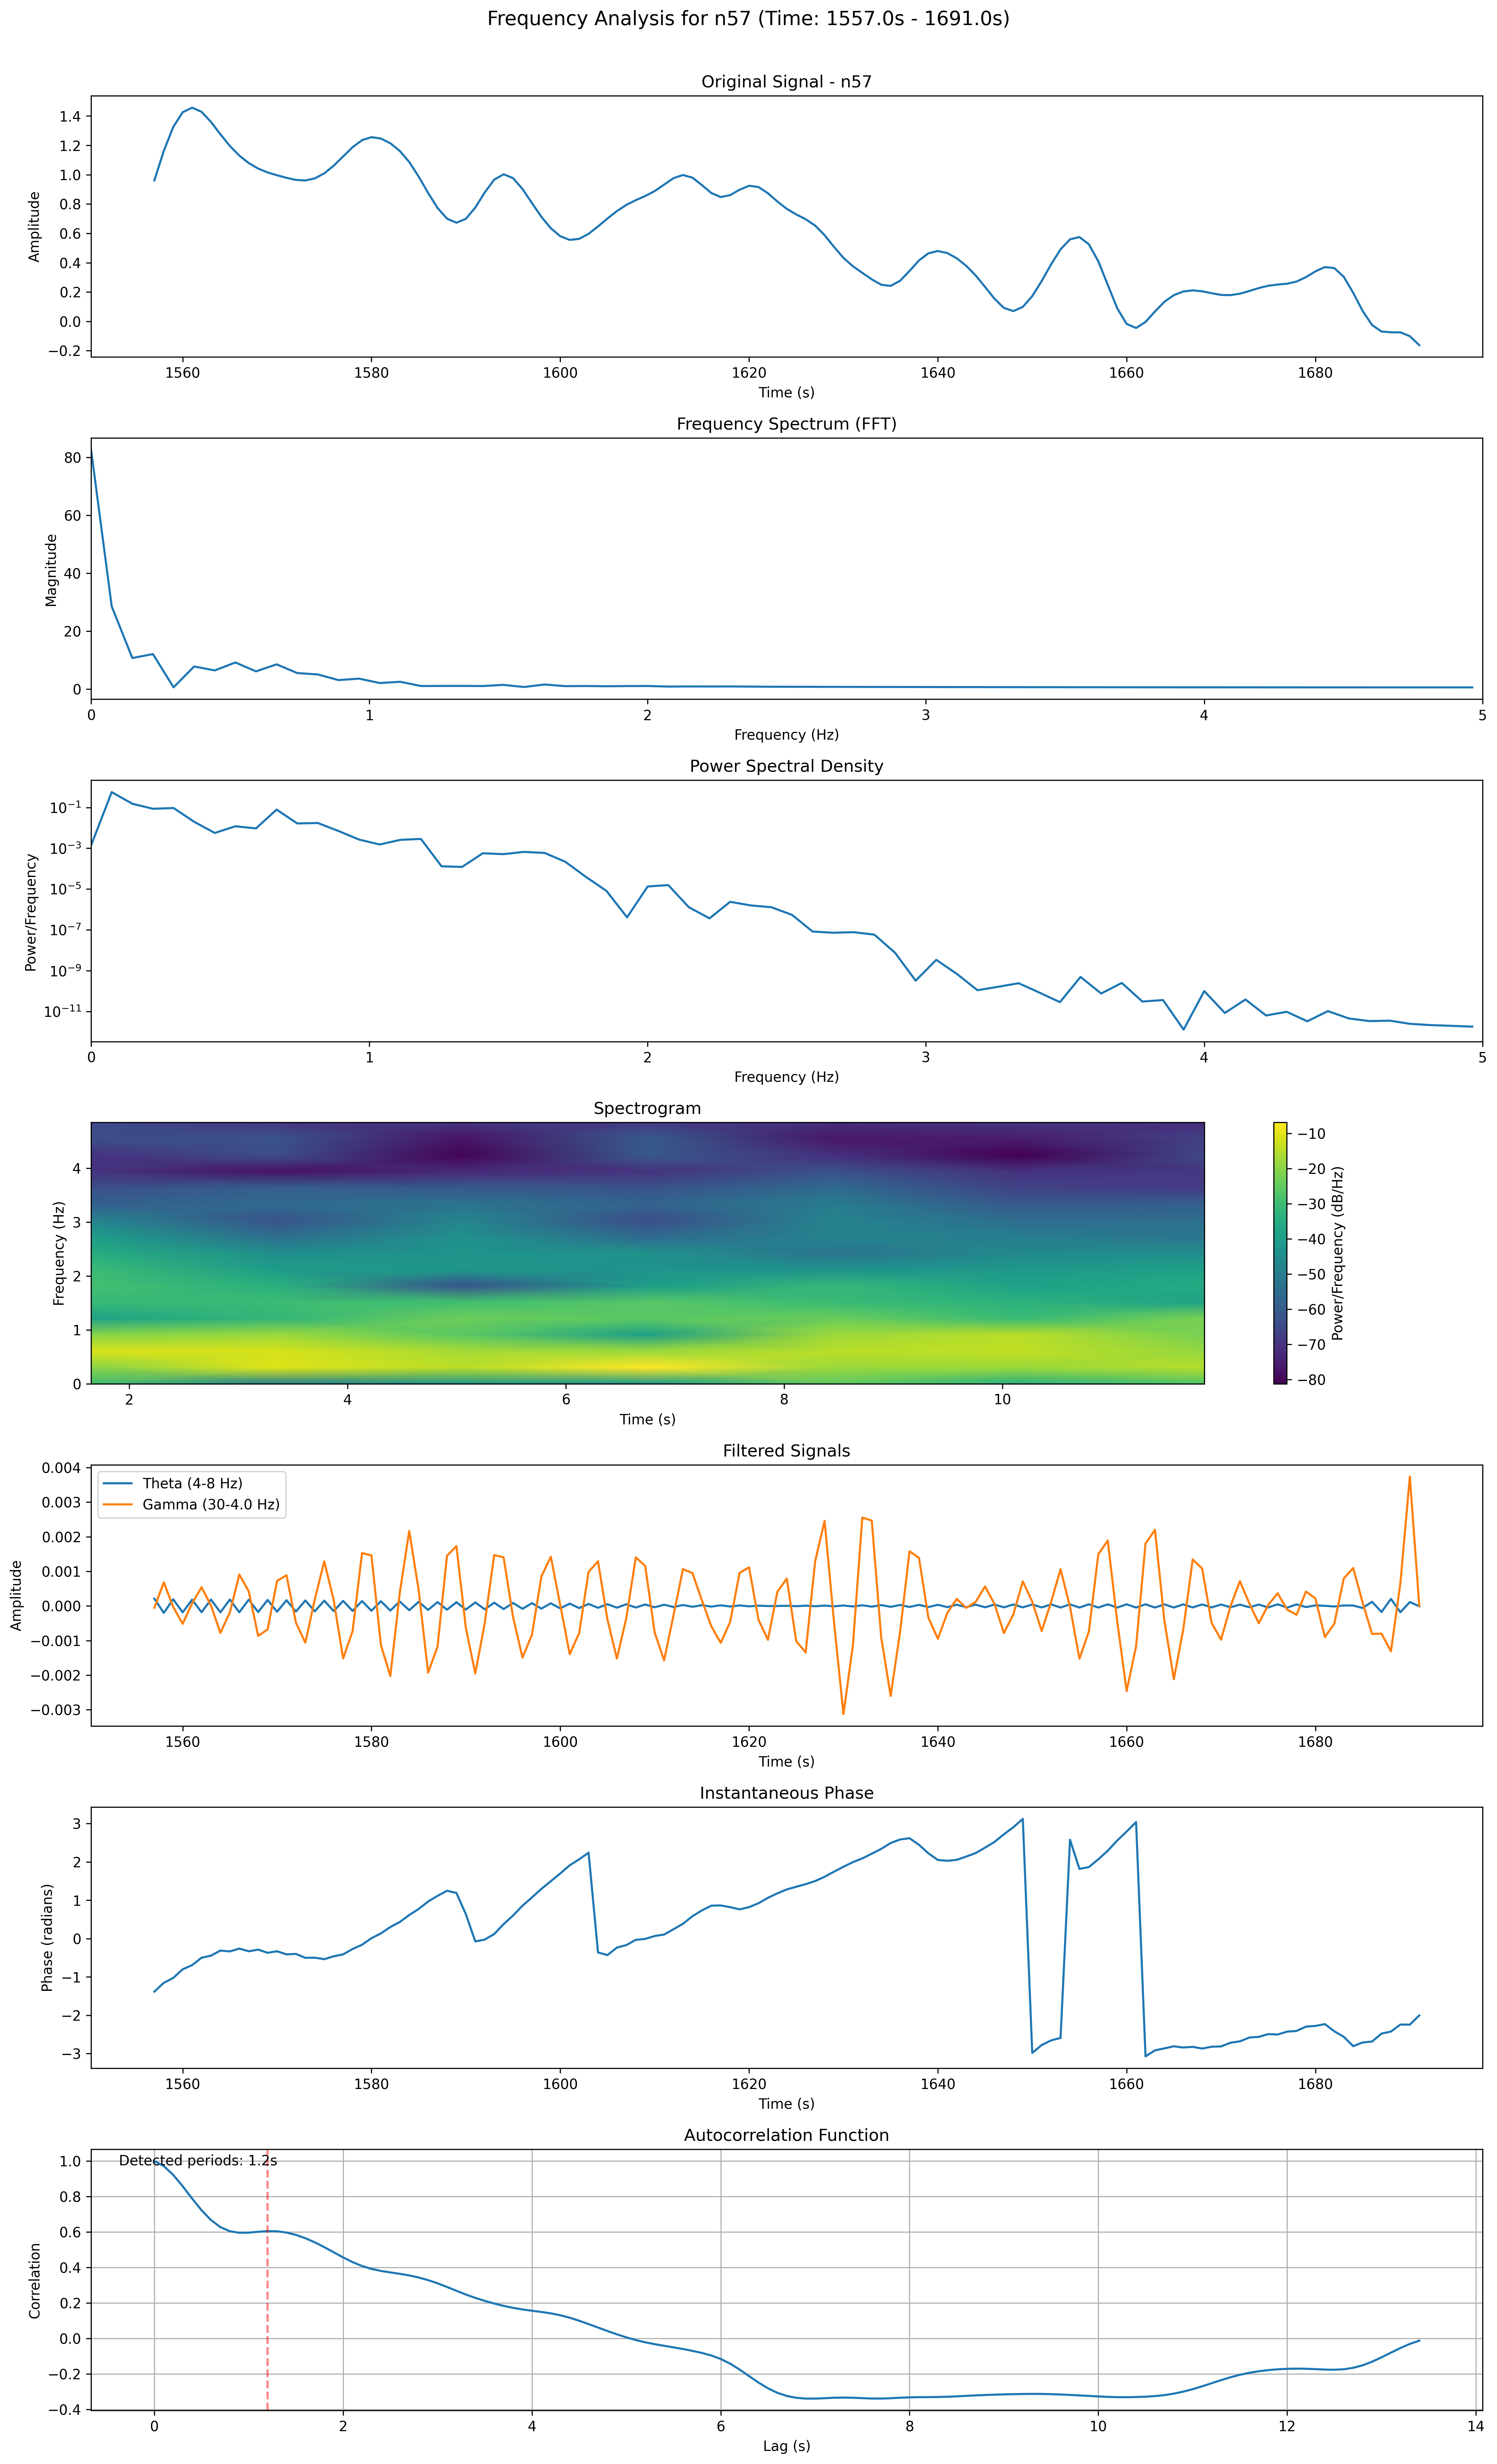 Frequency Analysis for n57 (Time: 1557.0s - 1691.0s)
Original Signal - n57
Amplitude
1.4
1.2
1.0
0.8
0.6
0.4
0.2
0.0
−0.2
1560 1580 1600 1620 1640 1660 1680
Time (s)
Frequency Spectrum (FFT)
Magnitude
80
60
40
20
0
0 1 2 3 4 5
Frequency (Hz)
Power Spectral Density
Power/Frequency
10⁻¹
10⁻³
10⁻⁵
10⁻⁷
10⁻⁹
10⁻¹¹
0 1 2 3 4 5
Frequency (Hz)
Spectrogram
Frequency (Hz)
4
3
2
1
0
2 4 6 8 10
Time (s)
−10
−20
−30
−40
−50
−60
−70
−80
Power/Frequency (dB/Hz)
Filtered Signals
Theta (4-8 Hz)
Gamma (30-4.0 Hz)
Amplitude
0.004
0.003
0.002
0.001
0.000
−0.001
−0.002
−0.003
1560 1580 1600 1620 1640 1660 1680
Time (s)
Instantaneous Phase
Phase (radians)
3
2
1
0
−1
−2
−3
1560 1580 1600 1620 1640 1660 1680
Time (s)
Autocorrelation Function
Detected periods: 1.2s
Correlation
1.0
0.8
0.6
0.4
0.2
0.0
−0.2
−0.4
0 2 4 6 8 10 12 14
Lag (s)